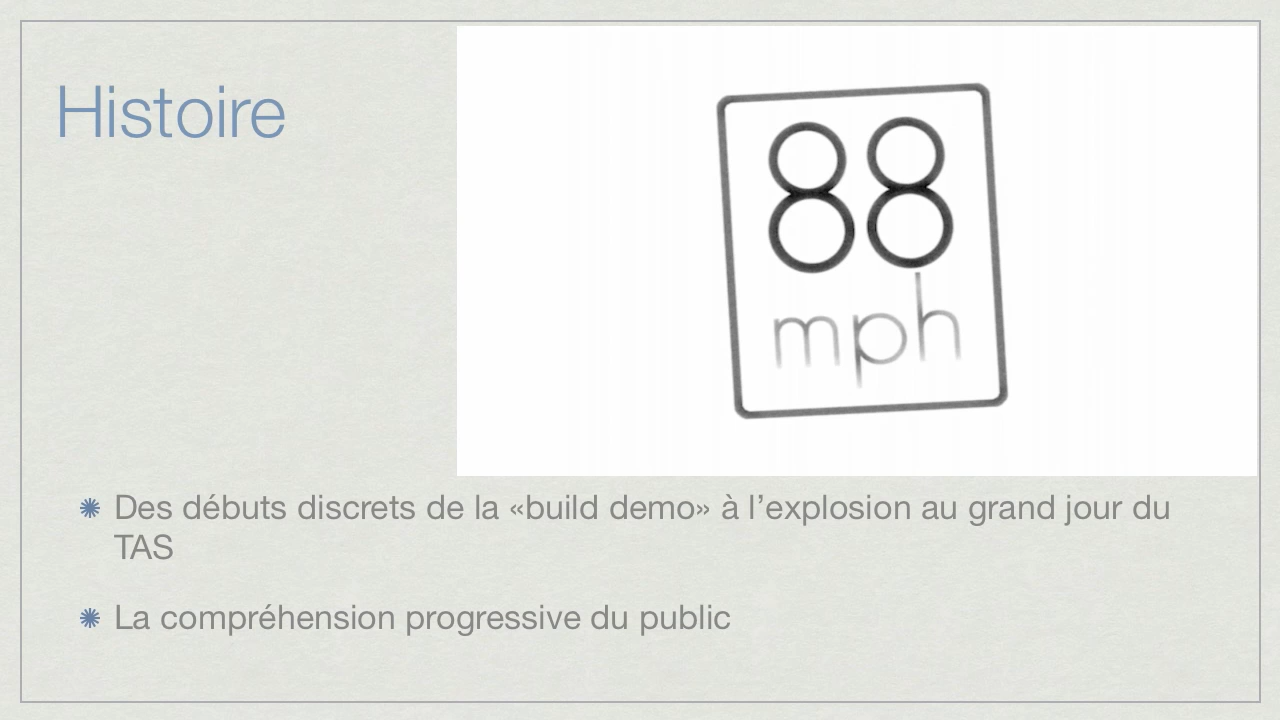 Histoire
88
mph
Des débuts discrets de la «build demo» à l’explosion au grand jour du
TAS
La compréhension progressive du public